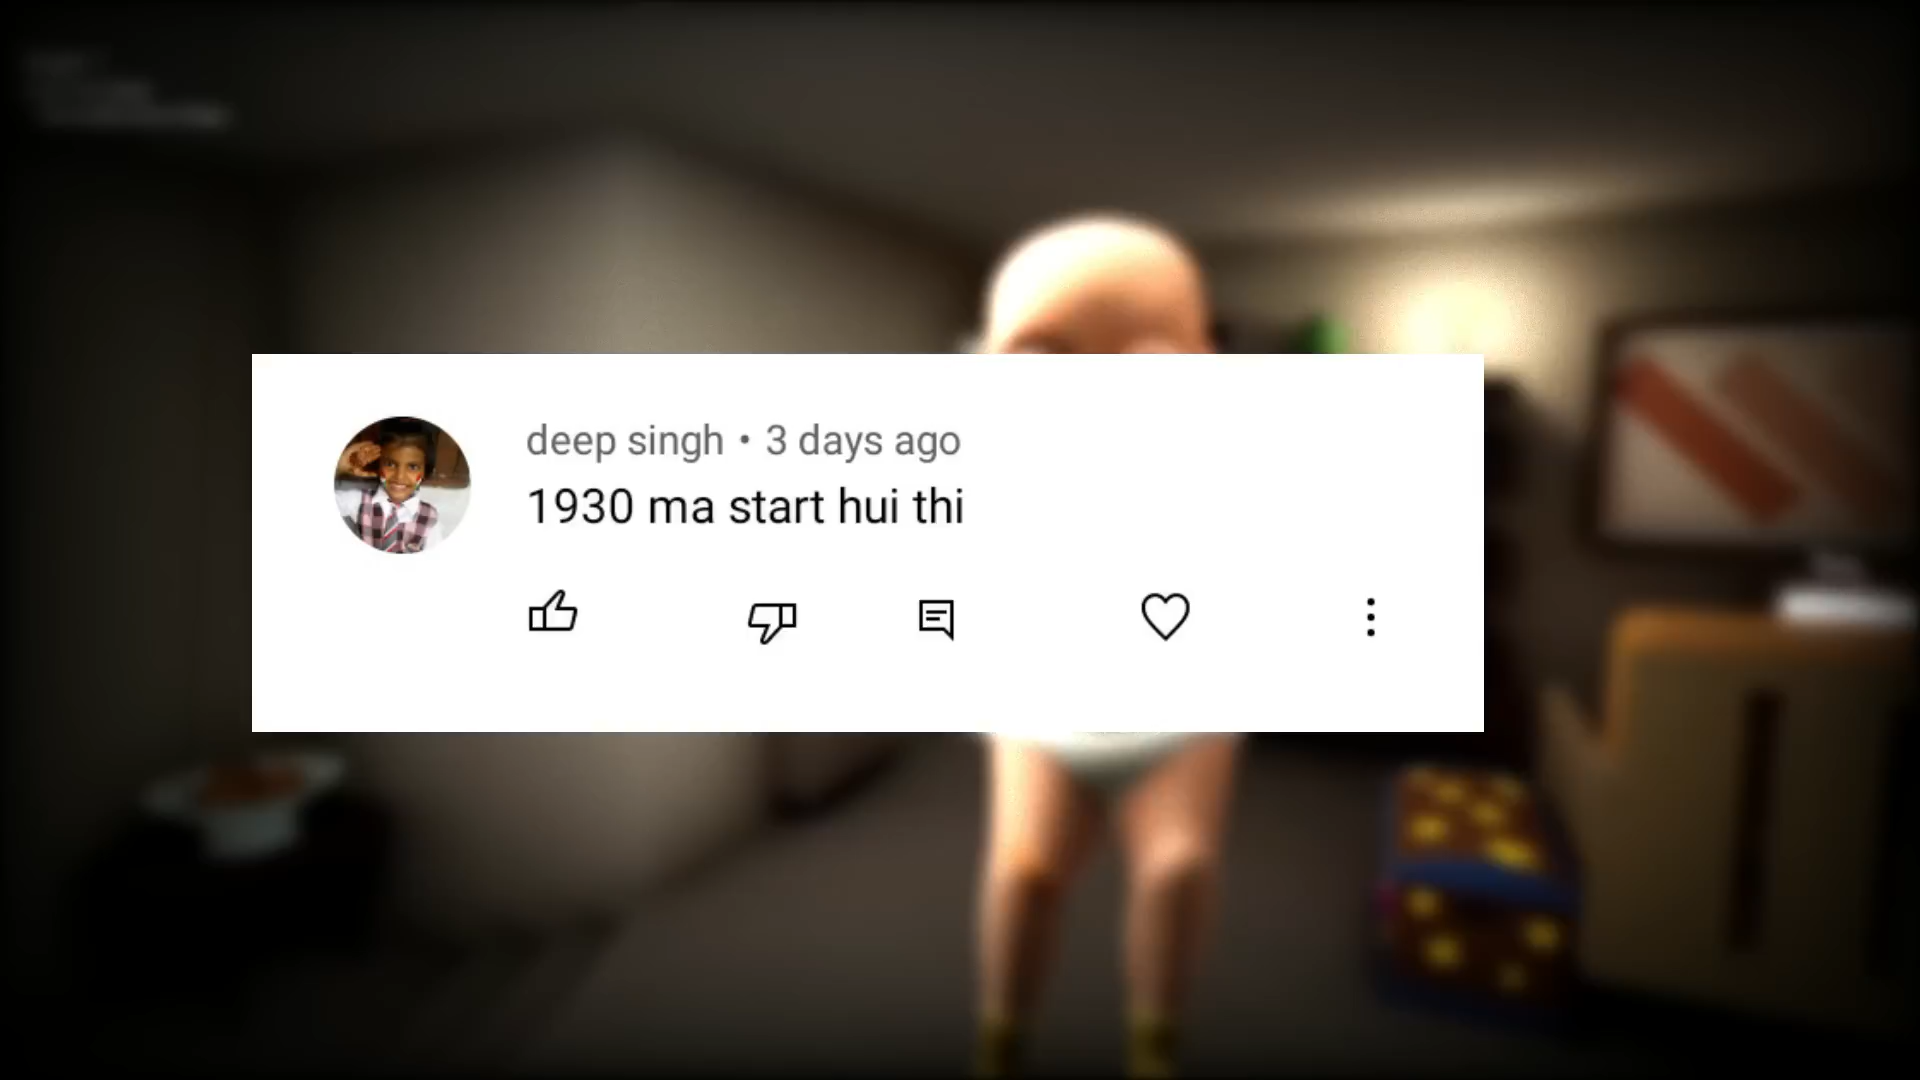 deep singh • 3 days ago
1930 ma start hui thi